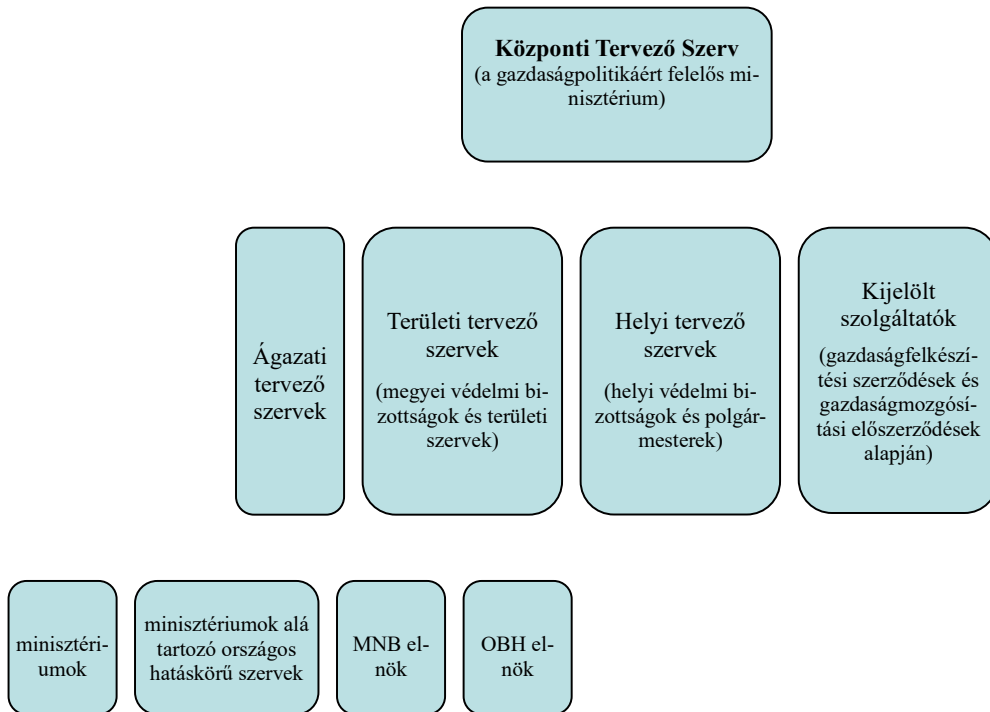 Központi Tervező Szerv
(a gazdaságpolitikáért felelős mi-
nisztérium)
Ágazati
tervező
szervek
Területi tervező
szervek
(megyei védelmi bi-
zottságok és területi
szervek)
Helyi tervező
szervek
(helyi védelmi bi-
zottságok és polgár-
mesterek)
Kijelölt
szolgáltatók
(gazdaságfelkészí-
tési szerződések és
gazdaságmozgósí-
tási előszerződések
alapján)
minisztéri-
umok
minisztériumok alá
tartozó országos
hatáskörű szervek
MNB el-
nök
OBH el-
nök